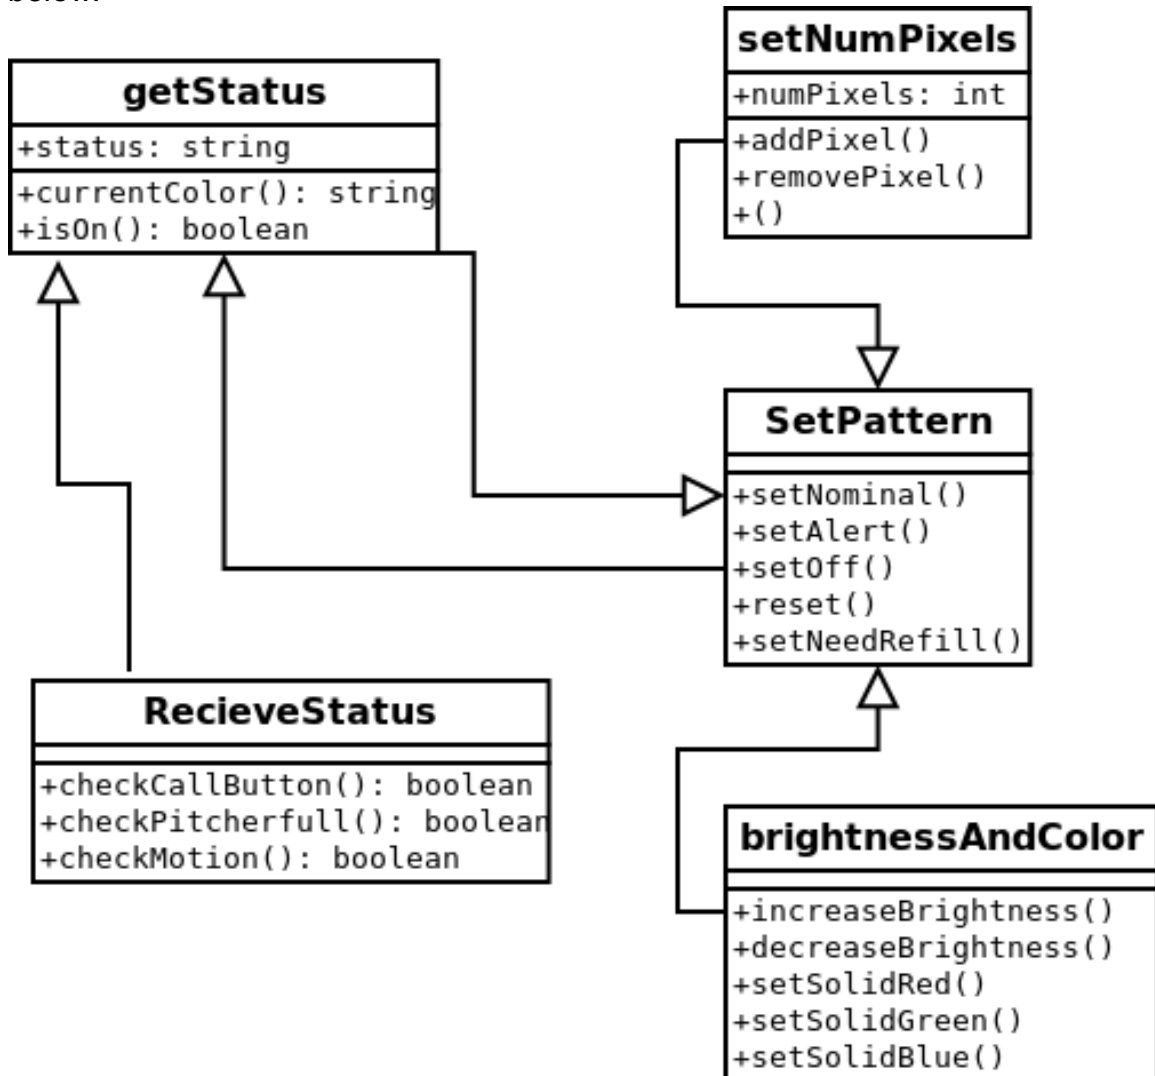 getStatus
+status: string
+currentColor(): string
+isOn(): boolean
setNumPixels
+numPixels: int
+addPixel()
+removePixel()
+()
SetPattern
+setNominal()
+setAlert()
+setOff()
+reset()
+setNeedRefill()
RecieveStatus
+checkCallButton(): boolean
+checkPitcherfull(): boolean
+checkMotion(): boolean
brightnessAndColor
+increaseBrightness()
+decreaseBrightness()
+setSolidRed()
+setSolidGreen()
+setSolidBlue()